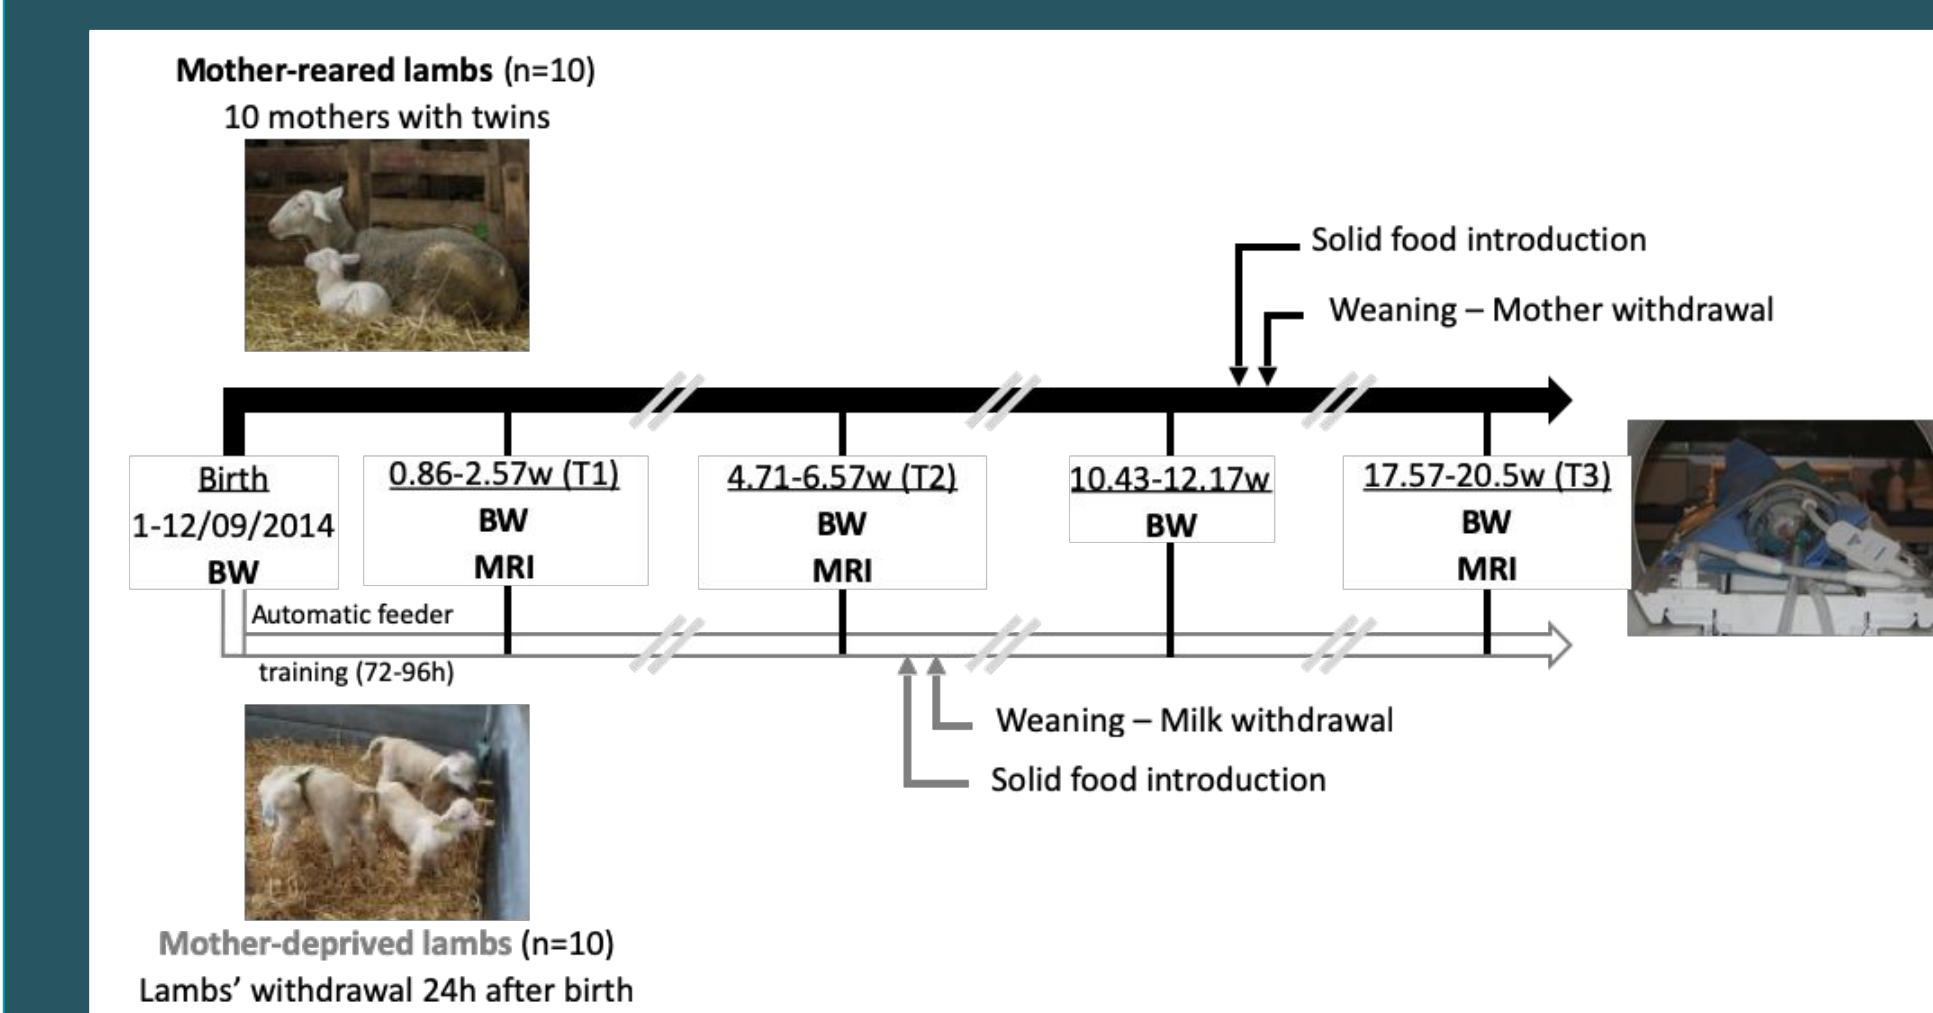 Mother-reared lambs (n=10)
10 mothers with twins
Solid food introduction
Weaning – Mother withdrawal
Birth
1-12/09/2014
BW
0.86-2.57w (T1)
BW
MRI
4.71-6.57w (T2)
BW
MRI
10.43-12.17w
BW
17.57-20.5w (T3)
BW
MRI
Automatic feeder
training (72-96h)
Weaning – Milk withdrawal
Solid food introduction
Mother-deprived lambs (n=10)
Lambs’ withdrawal 24h after birth